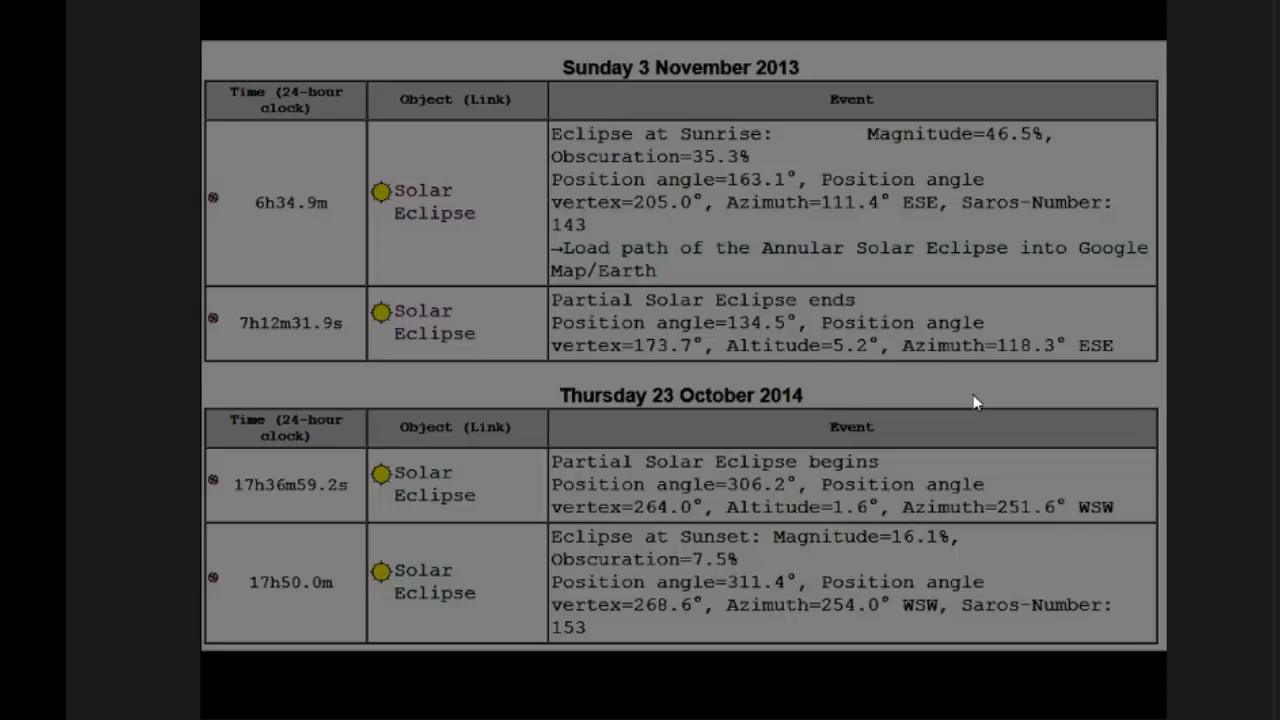 Sunday 3 November 2013
Time (24-hour
clock)
Object (Link)
Event
6h34.9m
Solar
Eclipse
Eclipse at Sunrise: Magnitude=46.5%,
Obscuration=35.3%
Position angle=163.1°, Position angle
vertex=205.0°, Azimuth=111.4° ESE, Saros-Number:
143
→Load path of the Annular Solar Eclipse into Google
Map/Earth
7h12m31.9s
Solar
Eclipse
Partial Solar Eclipse ends
Position angle=134.5°, Position angle
vertex=173.7°, Altitude=5.2°, Azimuth=118.3° ESE
Thursday 23 October 2014
Time (24-hour
clock)
Object (Link)
Event
17h36m59.2s
Solar
Eclipse
Partial Solar Eclipse begins
Position angle=306.2°, Position angle
vertex=264.0°, Altitude=1.6°, Azimuth=251.6° WSW
17h50.0m
Solar
Eclipse
Eclipse at Sunset: Magnitude=16.1%,
Obscuration=7.5%
Position angle=311.4°, Position angle
vertex=268.6°, Azimuth=254.0° WSW, Saros-Number:
153